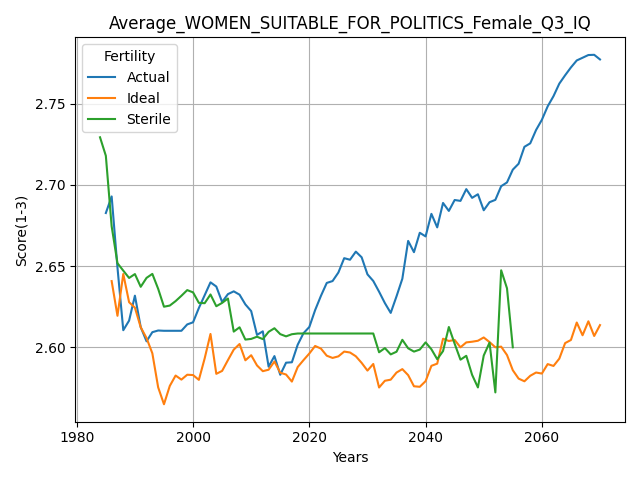 Average_WOMEN_SUITABLE_FOR_POLITICS_Female_Q3_IQ
Fertility
Actual
Ideal
Sterile
Score(1-3)
2.75
2.70
2.65
2.60
1980 2000 2020 2040 2060
Years